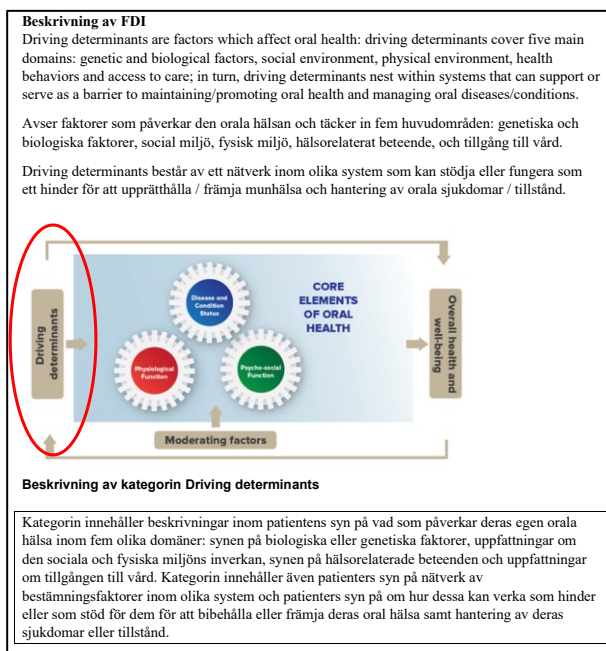 Beskrivning av FDI
Driving determinants are factors which affect oral health: driving determinants cover five main
domains: genetic and biological factors, social environment, physical environment, health
behaviors and access to care; in turn, driving determinants nest within systems that can support or
serve as a barrier to maintaining/promoting oral health and managing oral diseases/conditions.
Avser faktorer som påverkar den orala hälsan och täcker in fem huvudområden: genetiska och
biologiska faktorer, social miljö, fysisk miljö, hälsorelaterat beteende, och tillgång till vård.
Driving determinants består av ett nätverk inom olika system som kan stödja eller fungera som
ett hinder för att upprätthålla / främja munhälsa och hantering av orala sjukdomar / tillstånd.
Driving
determinants
Disease and
Condition
Status
Physiological
Function
Psycho-social
Function
CORE
ELEMENTS
OF ORAL
HEALTH
Overall health and
well-being
Moderating factors
Beskrivning av kategorin Driving determinants
Kategorin innehåller beskrivningar inom patientens syn på vad som påverkar deras egen orala
hälsa inom fem olika domäner: synen på biologiska eller genetiska faktorer, uppfattningar om
den sociala och fysiska miljöns inverkan, synen på hälsorelaterade beteenden och uppfattningar
om tillgången till vård. Kategorin innehåller även patienters syn på nätverk av
bestämningsfaktorer inom olika system och patienters syn på om hur dessa kan verka som hinder
eller som stöd för dem för att bibehålla eller främja deras oral hälsa samt hantering av deras
sjukdomar eller tillstånd.